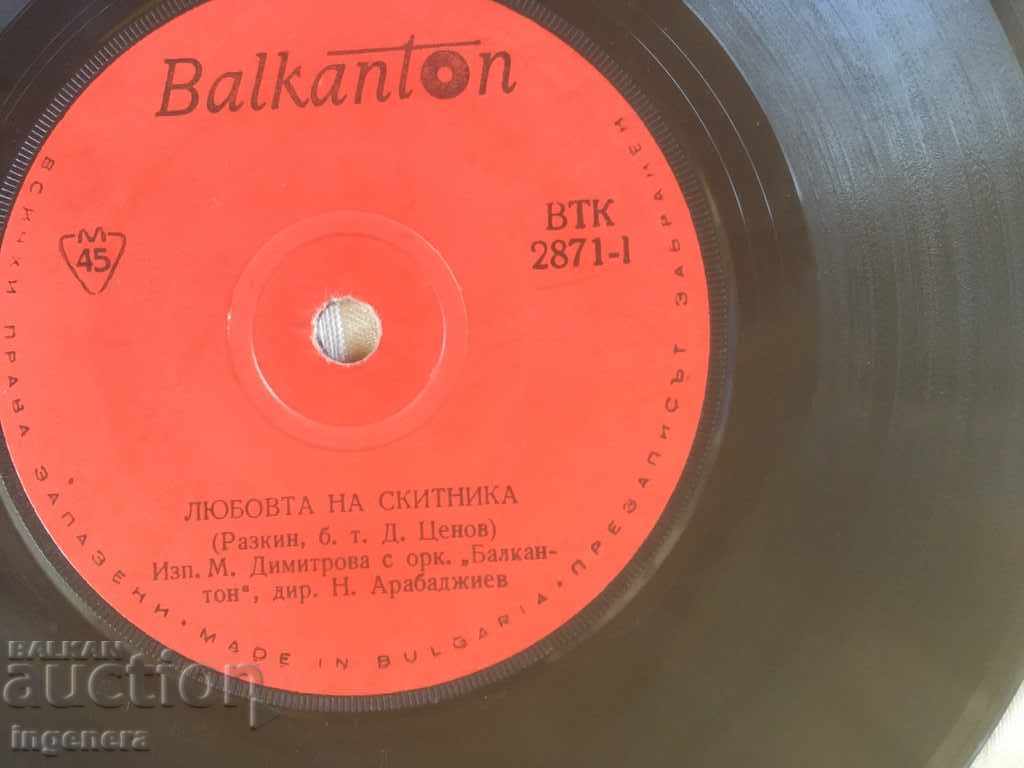 Balkanton
М
45
ВТК
2871-I
ЛЮБОВТА НА СКИТНИКА
(Разкин, б. т. Д. Ценов)
Изп. М. Димитрова с орк. „Балкан-
тон“, дир. Н. Арабаджиев
ВСИЧКИ ПРАВА ЗАПАЗЕНИ • MADE IN BULGARIA • ПРЕЗАПИСЪТ ЗАБРАНЕН
BALKAN
auction
ingenera